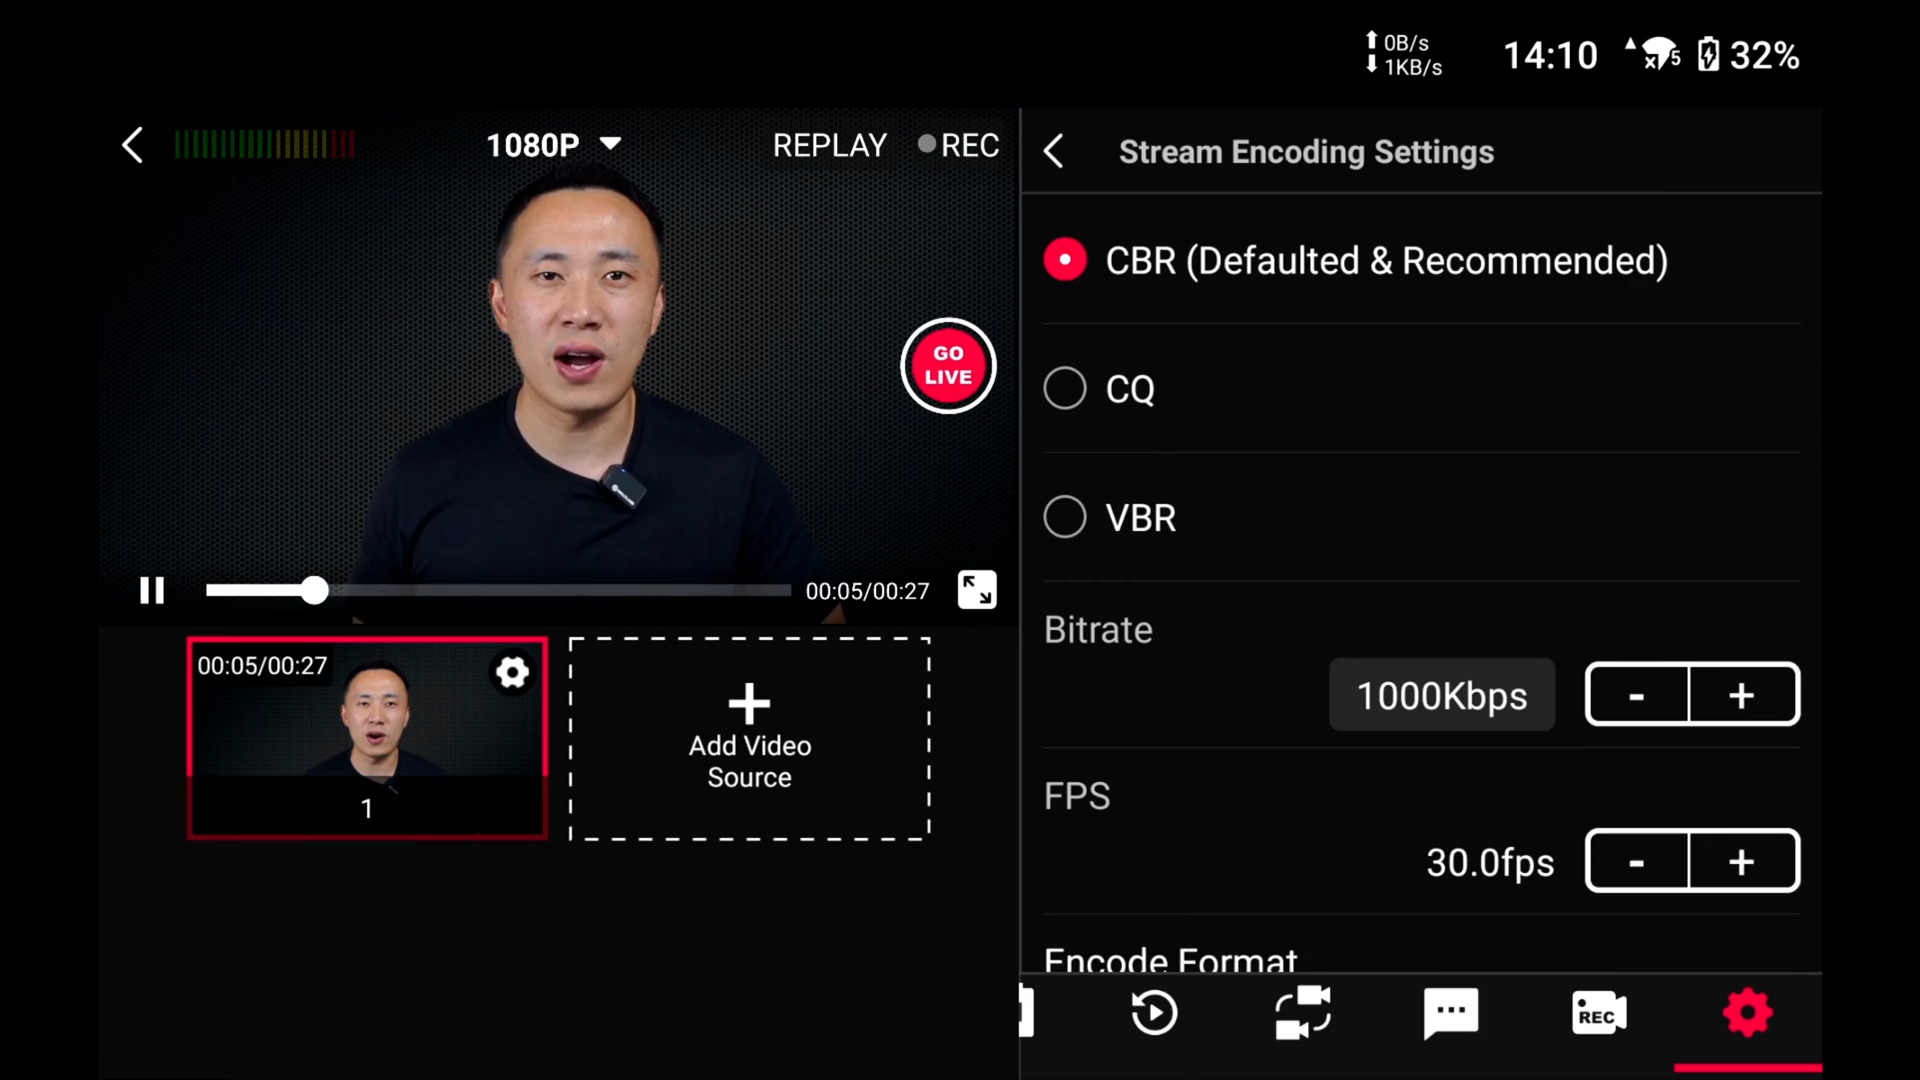 0B/s
1KB/s
14:10
x
5
32%
1080P
REPLAY
REC
GO
LIVE
00:05/00:27
00:05/00:27
1
Add Video
Source
Stream Encoding Settings
CBR (Defaulted & Recommended)
CQ
VBR
Bitrate
1000Kbps
-
+
FPS
30.0fps
-
+
Encode Format
REC